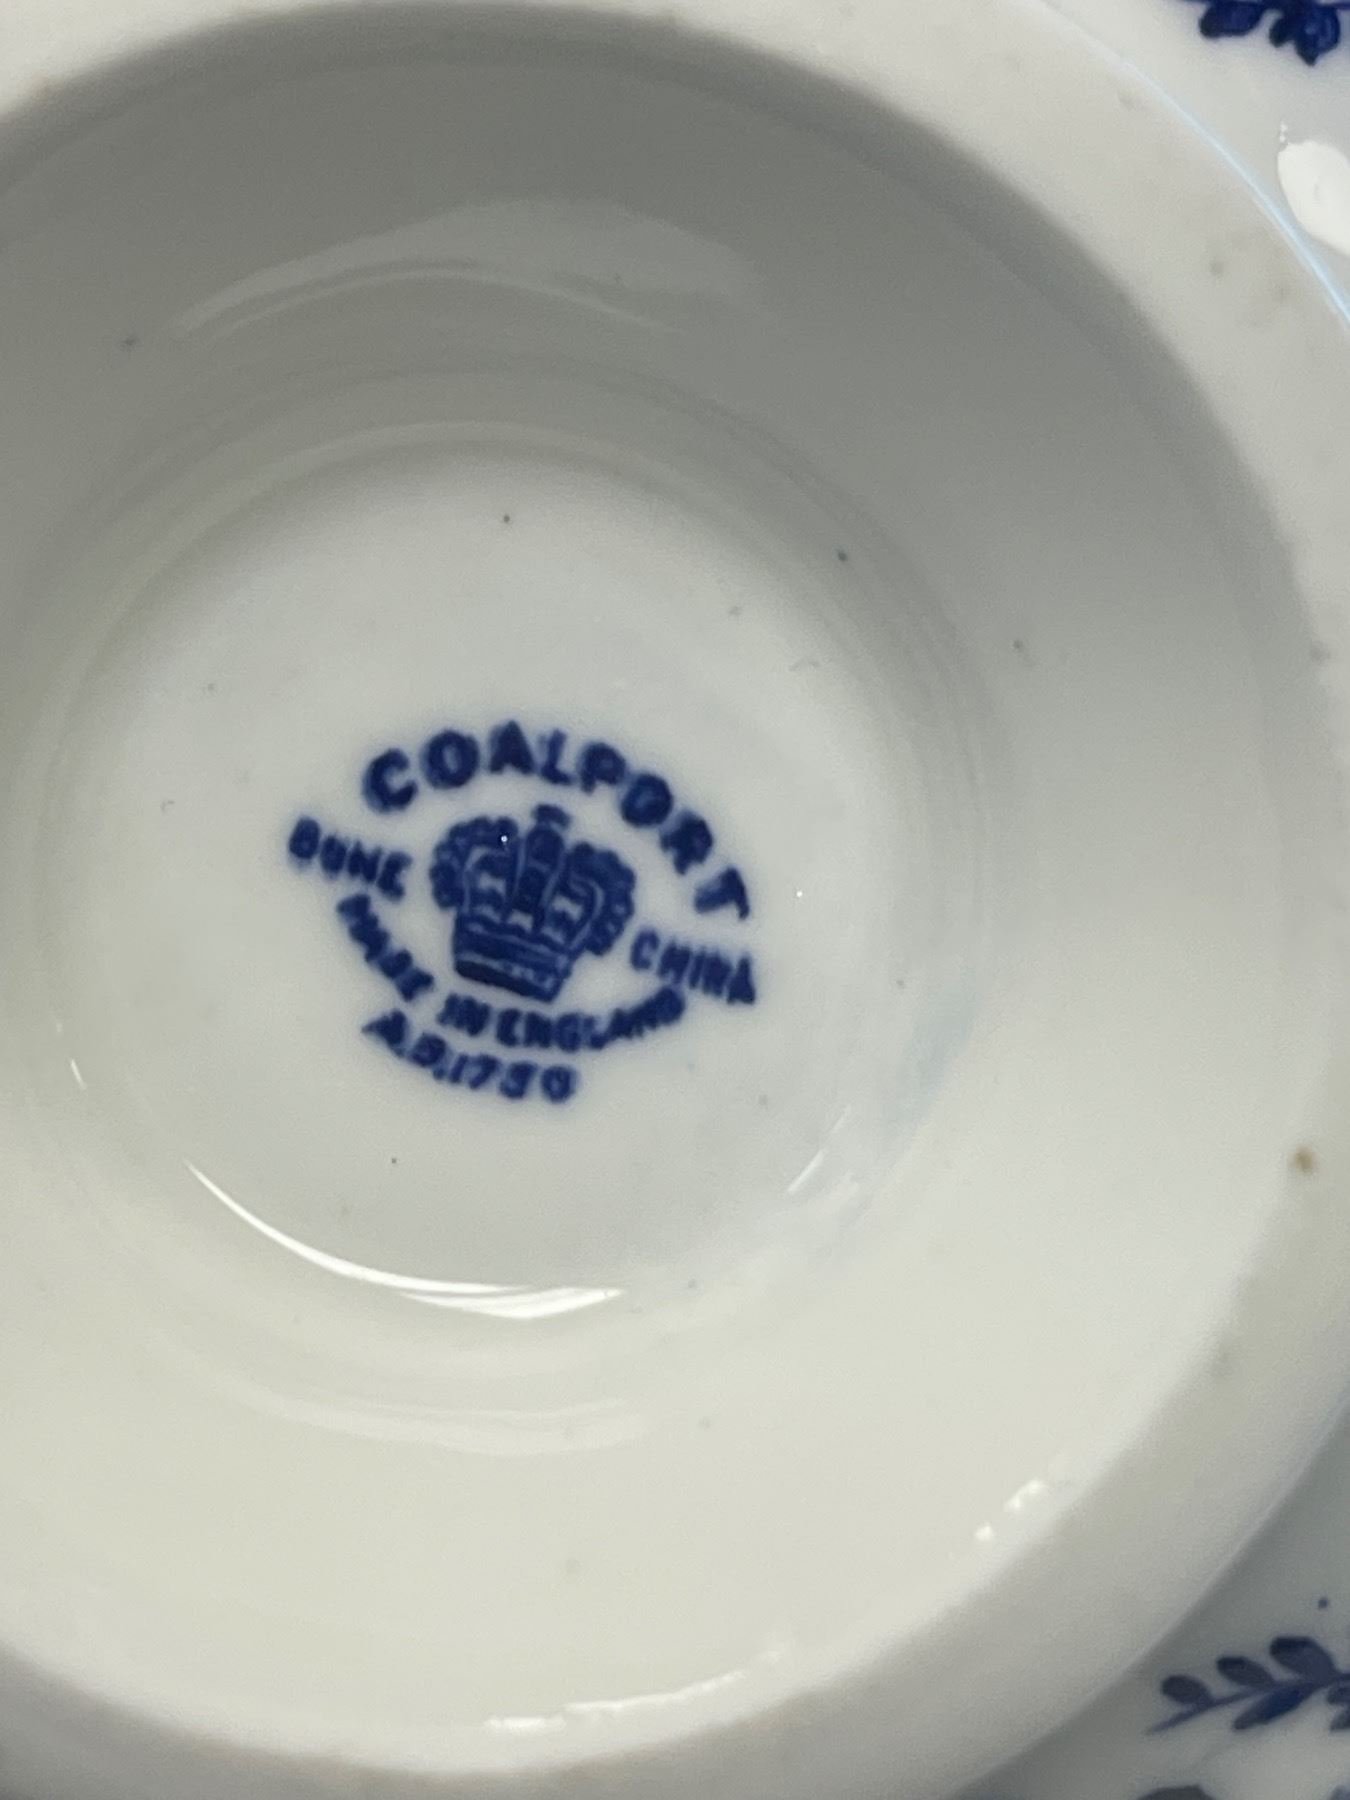 COALPORT
BONE CHINA
MADE IN ENGLAND
A.D.1750